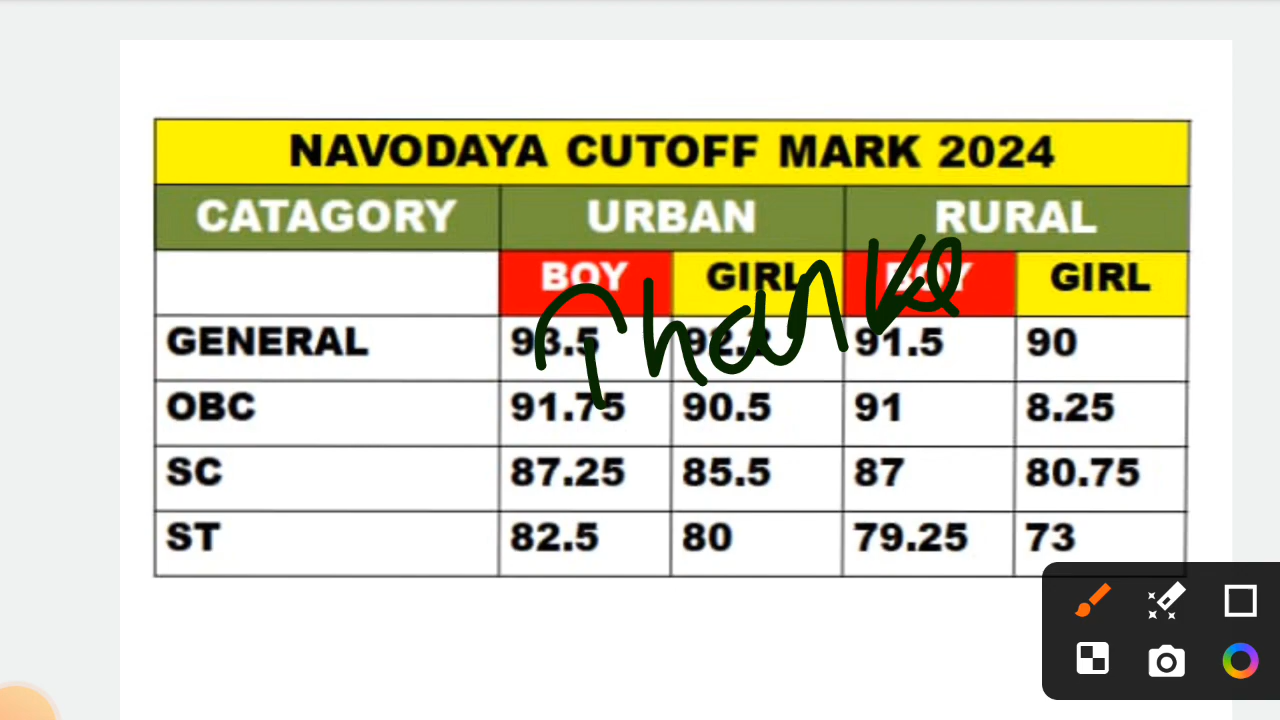 NAVODAYA CUTOFF MARK 2024
CATAGORY URBAN RURAL
BOY GIRL BOY GIRL
GENERAL 93.5 91.5 90
OBC 91.75 90.5 91 8.25
SC 87.25 85.5 87 80.75
ST 82.5 80 79.25 73